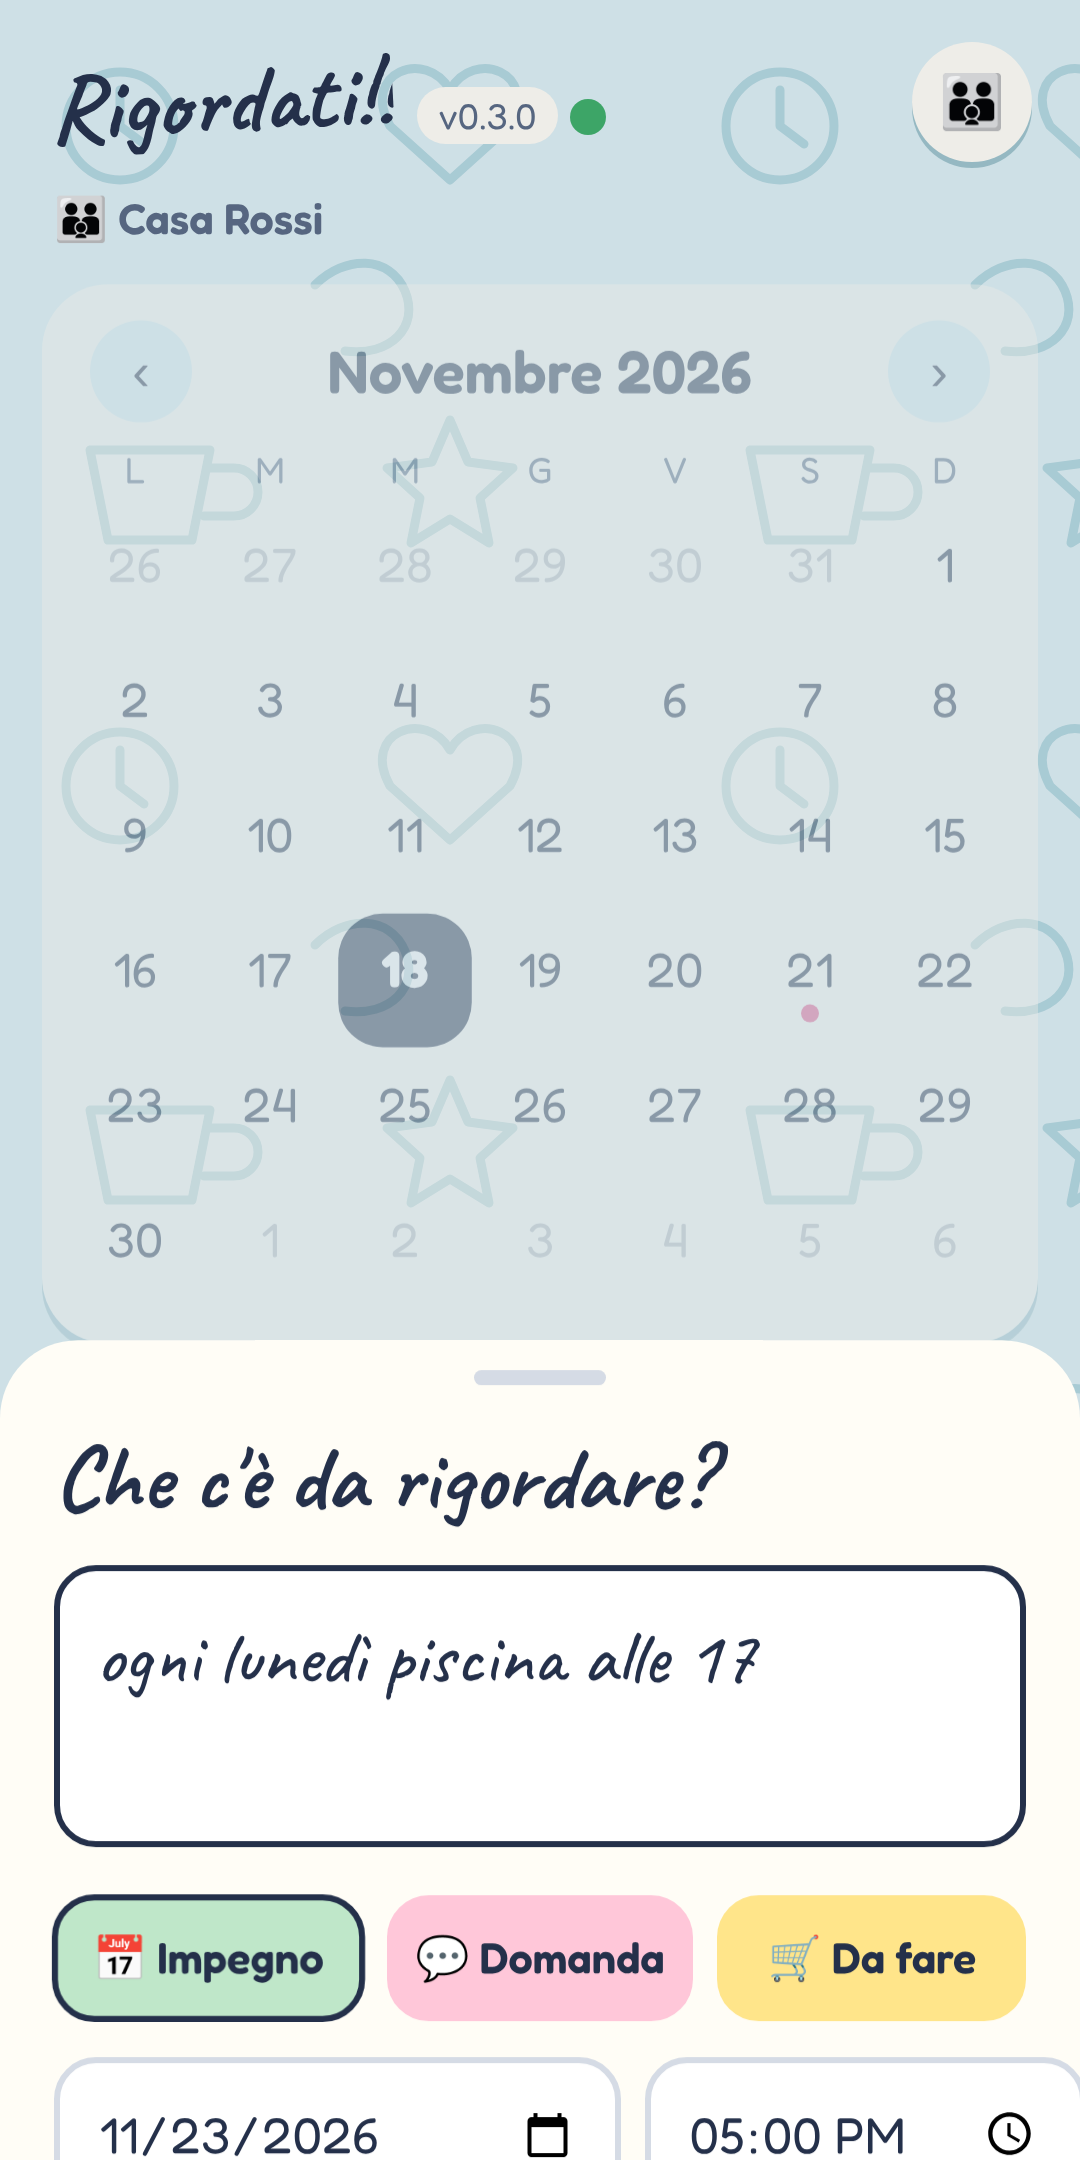 Rigordati!! v0.3.0
Casa Rossi
‹ Novembre 2026 ›
L M M G V S D
26 27 28 29 30 31 1
2 3 4 5 6 7 8
9 10 11 12 13 14 15
16 17 18 19 20 21 22
23 24 25 26 27 28 29
30 1 2 3 4 5 6
Che c'è da rigordare?
ogni lunedì piscina alle 17
July 17 Impegno Domanda Da fare
11/23/2026 05:00 PM